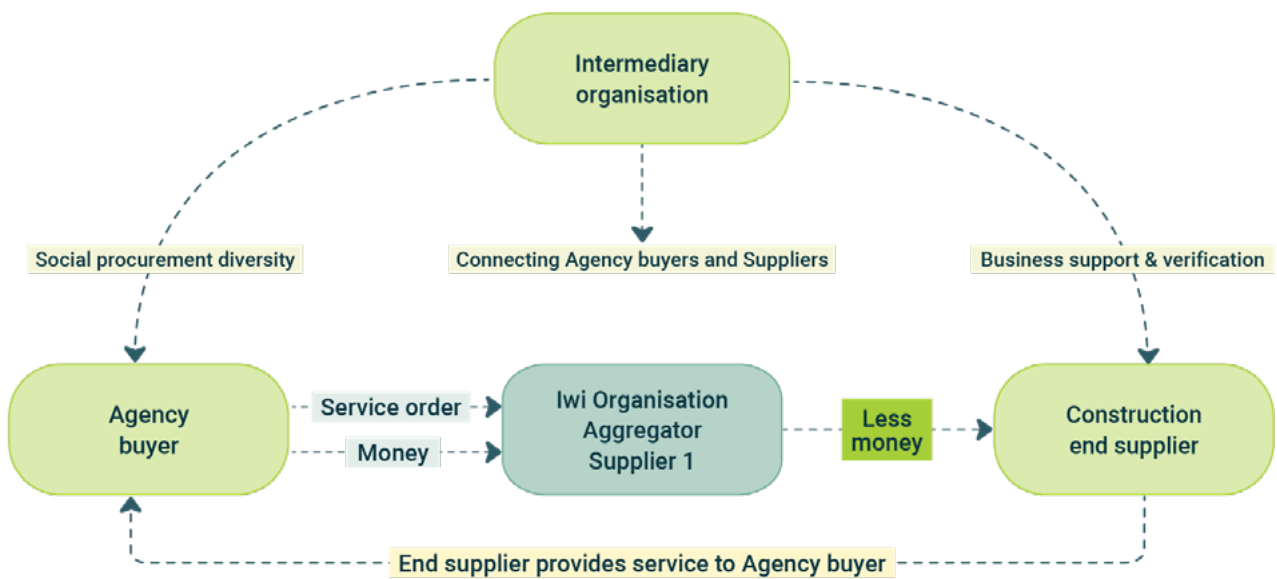 Intermediary
organisation
Social procurement diversity
Connecting Agency buyers and Suppliers
Business support & verification
Agency
buyer
Service order
Money
Iwi Organisation
Aggregator
Supplier 1
Less
money
Construction
end supplier
End supplier provides service to Agency buyer